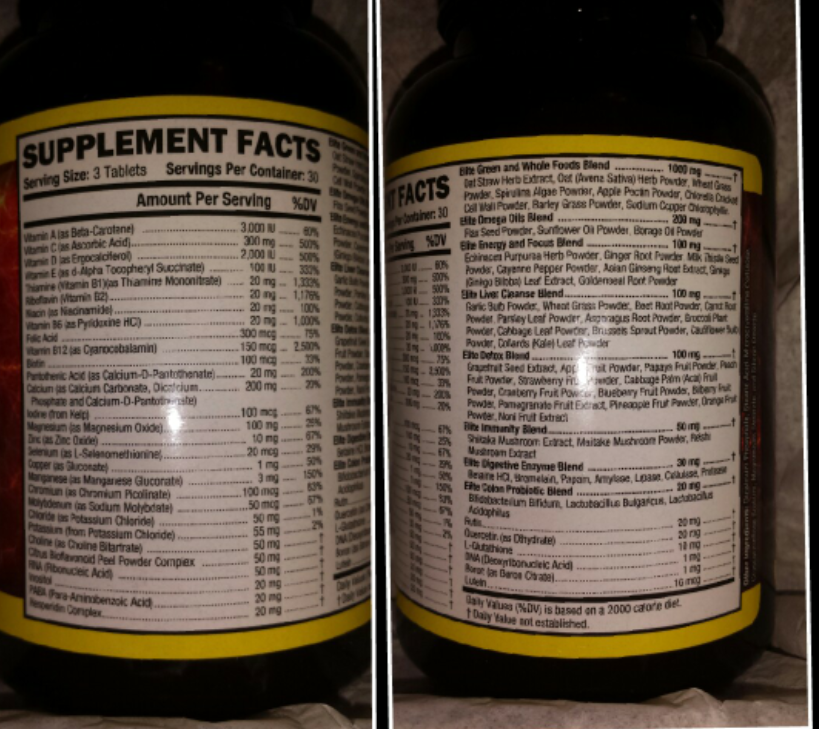 SUPPLEMENT FACTS
Serving Size: 3 Tablets Servings Per Container: 30
Amount Per Serving %DV
Vitamin A (as Beta-Carotene) 3,000 IU 60%
Vitamin C (as Ascorbic Acid) 300 mg 500%
Vitamin D (as Ergocalciferol) 2,000 IU 500%
Vitamin E (as d-Alpha Tocopheryl Succinate) 100 IU 333%
Thiamine (Vitamin B1)(as Thiamine Mononitrate) 20 mg 1,333%
Riboflavin (Vitamin B2) 20 mg 1,176%
Niacin (as Niacinamide) 20 mg 100%
Vitamin B6 (as Pyridoxine HCl) 20 mg 1,000%
Folic Acid 300 mcg 75%
Vitamin B12 (as Cyanocobalamin) 150 mcg 2,500%
Biotin 100 mcg 33%
Pantothenic Acid (as Calcium-D-Pantothenate) 20 mg 200%
Calcium (as Calcium Carbonate, Dicalcium 200 mg 20%
Phosphate and Calcium-D-Pantothenate)
Iodine (from Kelp) 100 mcg 67%
Magnesium (as Magnesium Oxide) 100 mg 25%
Zinc (as Zinc Oxide) 10 mg 67%
Selenium (as L-Selenomethionine) 20 mcg 29%
Copper (as Gluconate) 1 mg 50%
Manganese (as Manganese Gluconate) 3 mg 150%
Chromium (as Chromium Picolinate) 100 mcg 83%
Molybdenum (as Sodium Molybdate) 50 mcg 67%
Chloride (as Potassium Chloride) 50 mg 1%
Potassium (from Potassium Chloride) 55 mg 2%
Choline (as Choline Bitartrate) 50 mg †
Citrus Bioflavonoid Peel Powder Complex 50 mg †
RNA (Ribonucleic Acid) 50 mg †
Inositol 20 mg †
PABA (Para-Aminobenzoic Acid) 20 mg †
Hesperidin Complex 20 mg †
T FACTS
Per Container: 30
Serving %DV
Elite Green and Whole Foods Blend 1000 mg †
Oat Straw Herb Extract, Oat (Avena Sativa) Herb Powder, Wheat Grass
Powder, Spirulina Algae Powder, Apple Pectin Powder, Chlorella Cracked
Cell Wall Powder, Barley Grass Powder, Sodium Copper Chlorophyllin
Elite Omega Oils Blend 200 mg †
Flax Seed Powder, Sunflower Oil Powder, Borage Oil Powder
Elite Energy and Focus Blend 100 mg †
Echinacea Purpurea Herb Powder, Ginger Root Powder Milk Thistle Seed
Powder, Cayenne Pepper Powder, Asian Ginseng Root Extract, Ginkgo
(Ginkgo Biloba) Leaf Extract, Goldenseal Root Powder
Elite Liver Cleanse Blend 100 mg †
Garlic Bulb Powder, Wheat Grass Powder, Beet Root Powder, Carrot Root
Powder, Parsley Leaf Powder, Asparagus Root Powder, Broccoli Plant
Powder, Cabbage Leaf Powder, Brussels Sprout Powder, Cauliflower Bulb
Powder, Collards (Kale) Leaf Powder
Elite Detox Blend 100 mg †
Grapefruit Seed Extract, Apple Fruit Powder, Papaya Fruit Powder, Peach
Fruit Powder, Strawberry Fruit Powder, Cabbage Palm (Acai) Fruit
Powder, Cranberry Fruit Powder, Blueberry Fruit Powder, Bilberry Fruit
Powder, Pomegranate Fruit Extract, Pineapple Fruit Powder, Orange Fruit
Powder, Noni Fruit Extract
Elite Immunity Blend 50 mg †
Shiitake Mushroom Extract, Maitake Mushroom Powder, Reishi
Mushroom Extract
Elite Digestive Enzyme Blend 30 mg †
Betaine HCl, Bromelain, Papain, Amylase, Lipase, Cellulase, Protease
Elite Colon Probiotic Blend 20 mg †
Bifidobacterium Bifidum, Lactobacillus Bulgaricus, Lactobacillus
Acidophilus
Rutin 20 mg †
Quercetin (as Dihydrate) 20 mg †
L-Glutathione 10 mg †
DNA (Deoxyribonucleic Acid) 1 mg †
Boron (as Boron Citrate) 1 mg †
Lutein 10 mcg †
Daily Values (%DV) is based on a 2000 calorie diet.
† Daily Value not established.